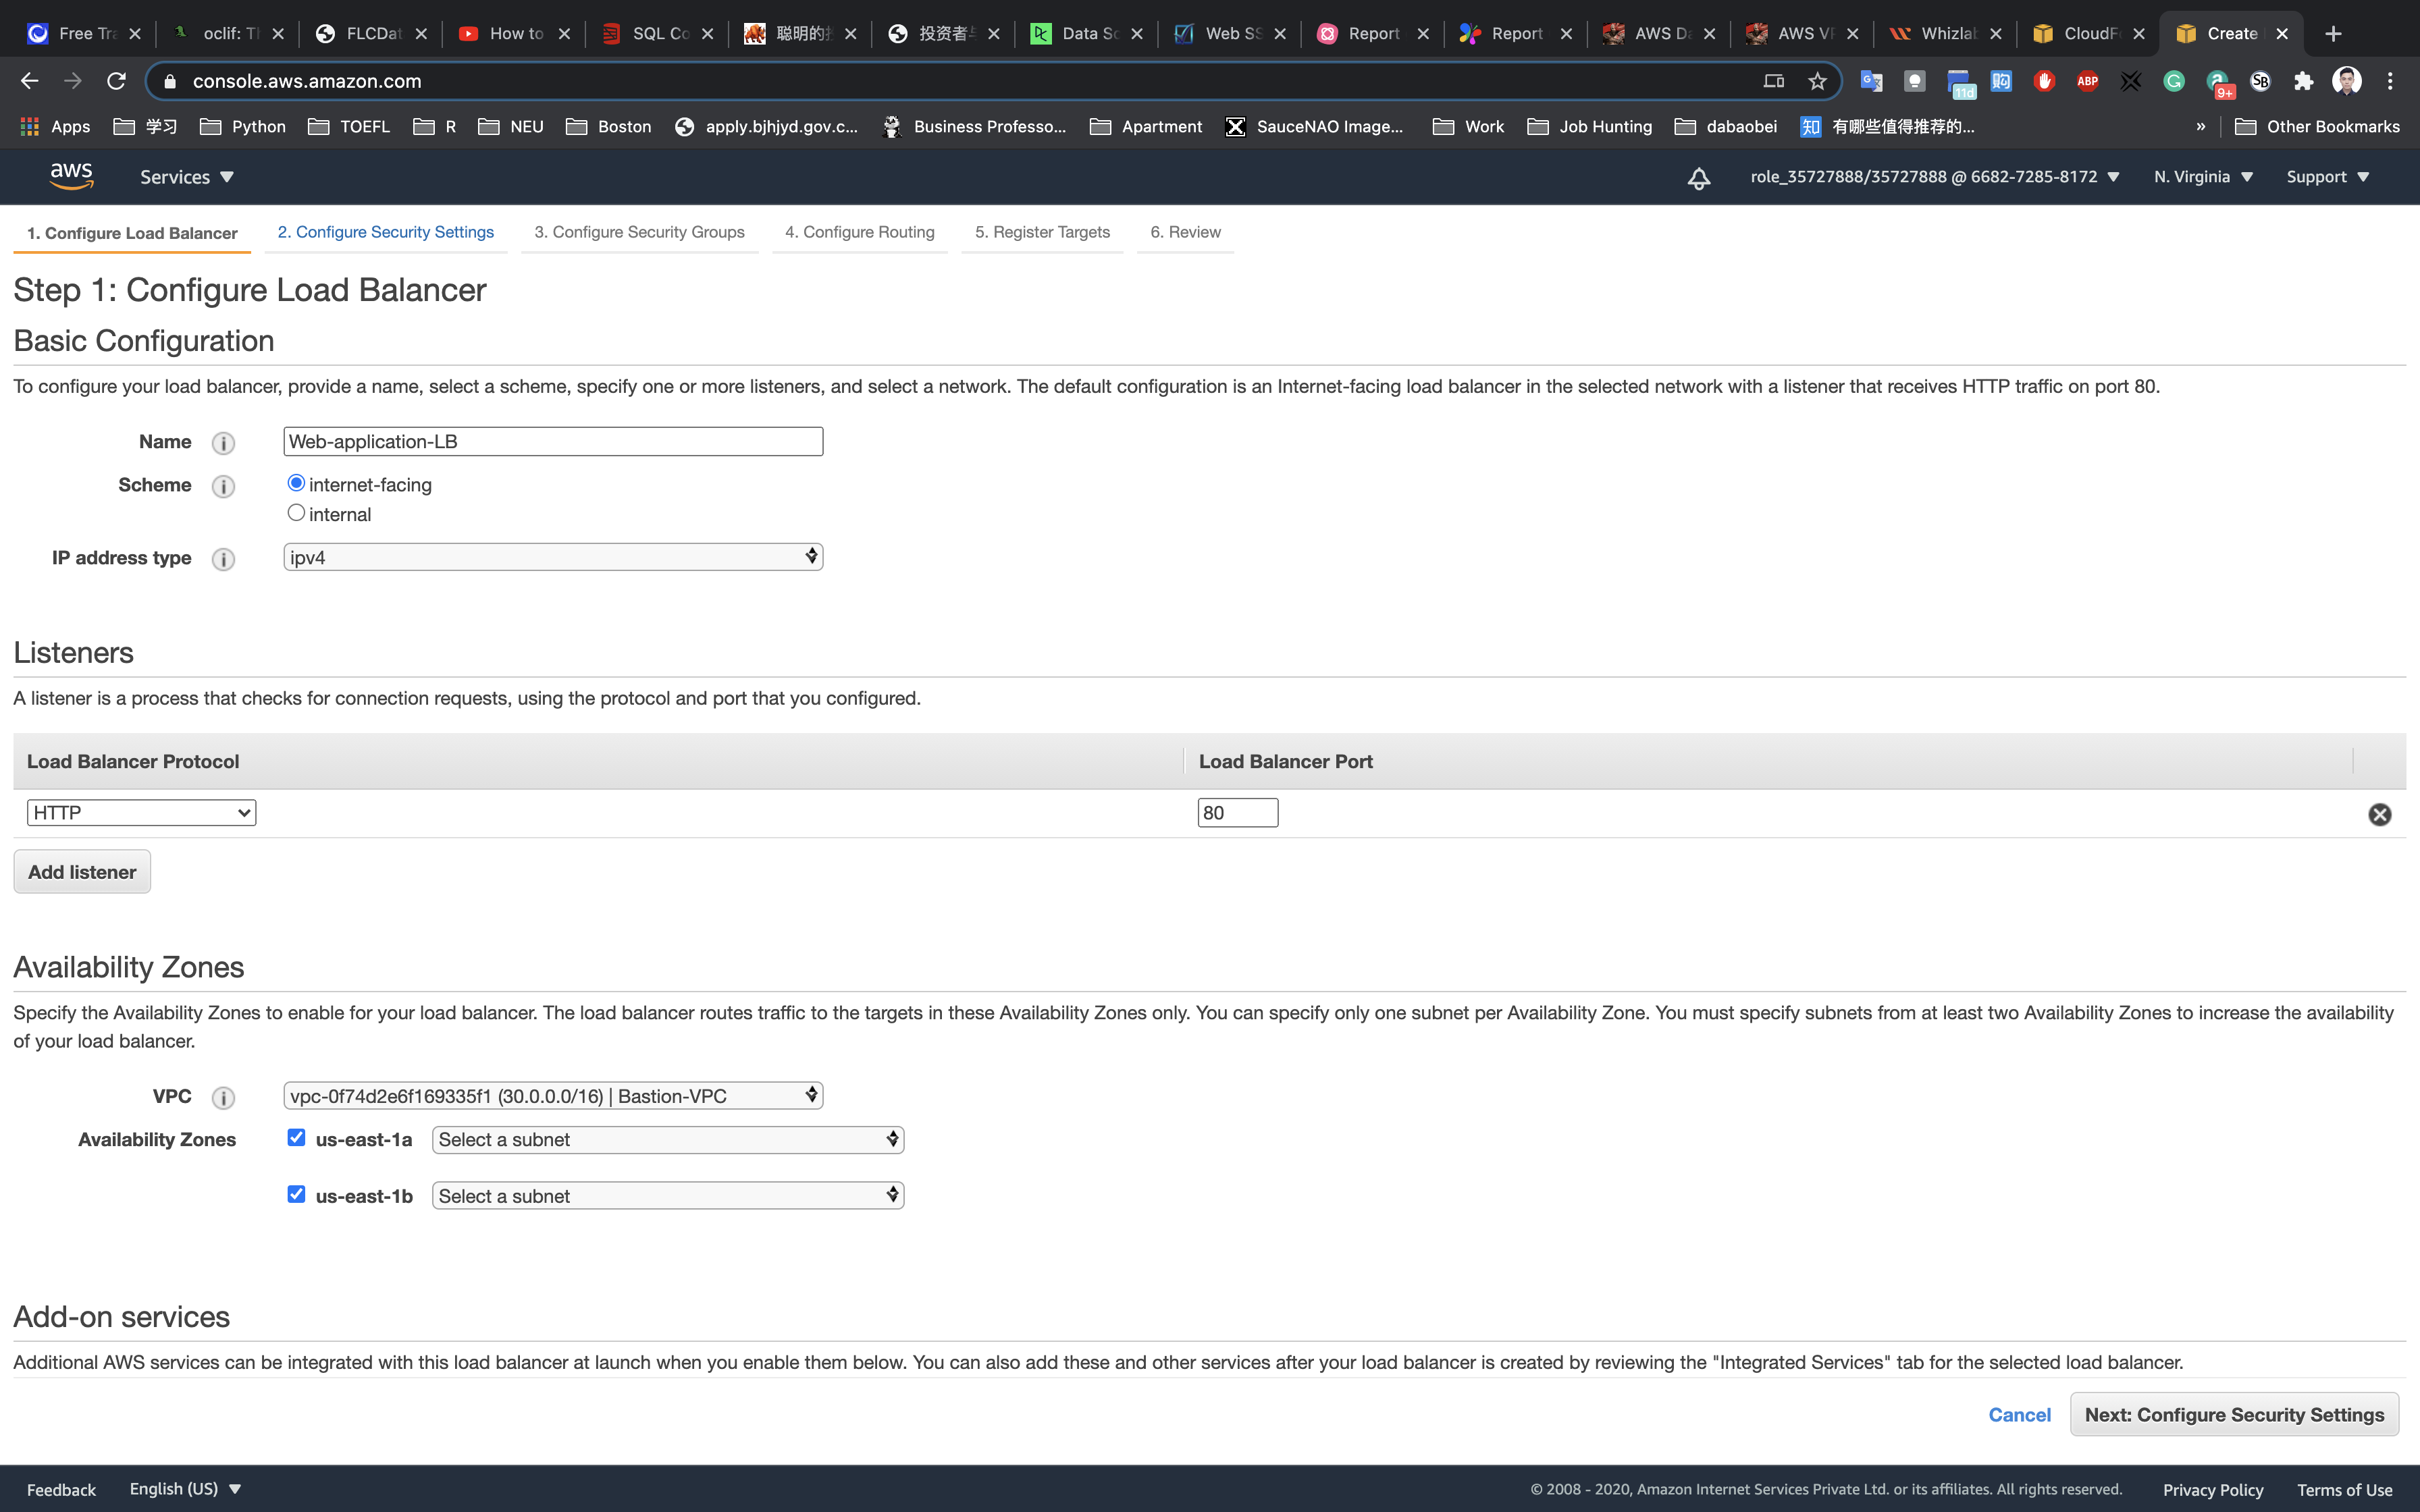 Free Tra
oclif: Th
FLCDat
How to
SQL Co
聪明的
投资者
Data Sc
Web SS
Report
Report
AWS Da
AWS VP
Whizlab
CloudFo
Create
console.aws.amazon.com
11d
ABP
9+
SB
Apps
学习
Python
TOEFL
R
NEU
Boston
apply.bjhjyd.gov.c...
Business Professo...
Apartment
SauceNAO Image...
Work
Job Hunting
dabaobei
知 有哪些值得推荐的...
»
Other Bookmarks
aws
Services
role_35727888/35727888 @ 6682-7285-8172
N. Virginia
Support
1. Configure Load Balancer
2. Configure Security Settings
3. Configure Security Groups
4. Configure Routing
5. Register Targets
6. Review
Step 1: Configure Load Balancer
Basic Configuration
To configure your load balancer, provide a name, select a scheme, specify one or more listeners, and select a network. The default configuration is an Internet-facing load balancer in the selected network with a listener that receives HTTP traffic on port 80.
Name
Web-application-LB
Scheme
internet-facing
internal
IP address type
ipv4
Listeners
A listener is a process that checks for connection requests, using the protocol and port that you configured.
Load Balancer Protocol
Load Balancer Port
HTTP
80
Add listener
Availability Zones
Specify the Availability Zones to enable for your load balancer. The load balancer routes traffic to the targets in these Availability Zones only. You can specify only one subnet per Availability Zone. You must specify subnets from at least two Availability Zones to increase the availability
of your load balancer.
VPC
vpc-0f74d2e6f169335f1 (30.0.0.0/16) | Bastion-VPC
Availability Zones
us-east-1a
Select a subnet
us-east-1b
Select a subnet
Add-on services
Additional AWS services can be integrated with this load balancer at launch when you enable them below. You can also add these and other services after your load balancer is created by reviewing the "Integrated Services" tab for the selected load balancer.
Cancel
Next: Configure Security Settings
Feedback
English (US)
© 2008 - 2020, Amazon Internet Services Private Ltd. or its affiliates. All rights reserved.
Privacy Policy
Terms of Use